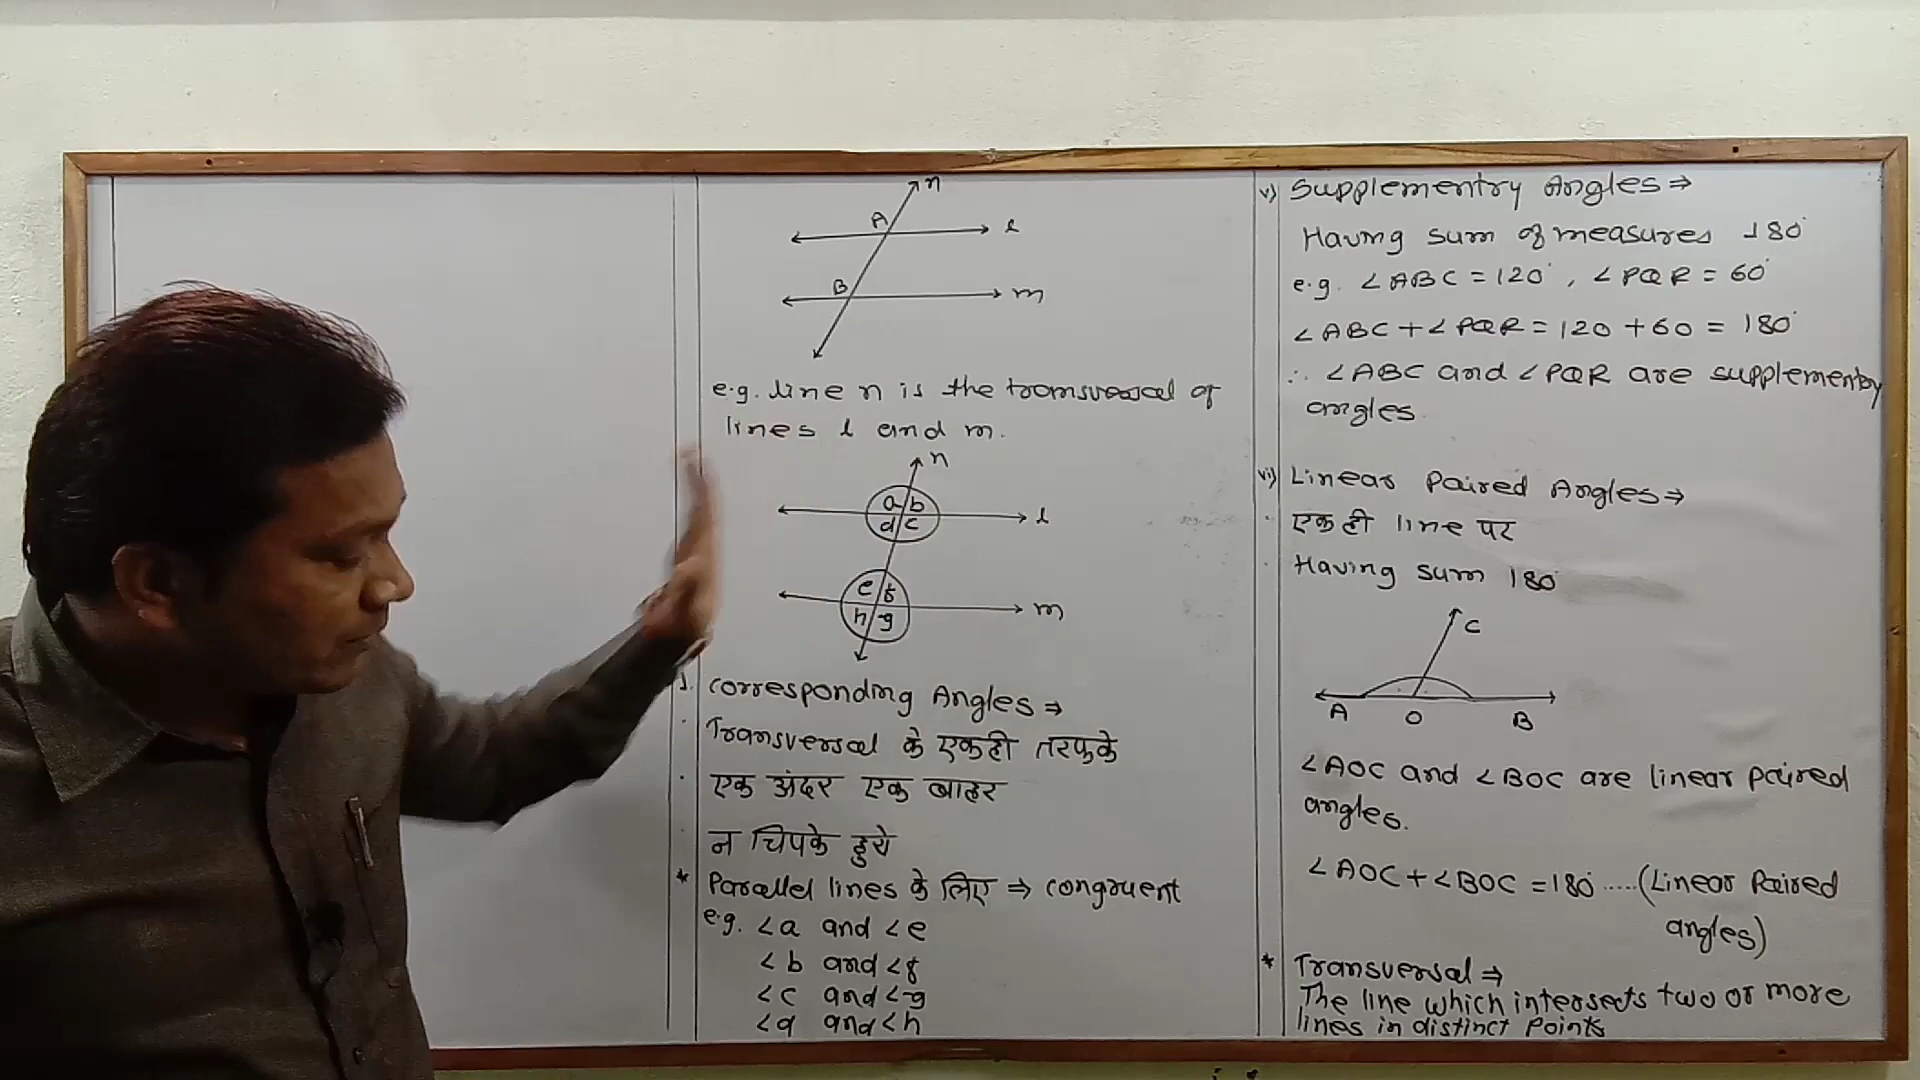 n
A
l
B
m
e.g. line n is the transversal of
lines l and m.
n
a b
l
d c
e f
m
h g
1. Corresponding Angles ⇒
· Transversal के एकही तरफके
· एक अंदर एक बाहर
· न चिपके हुये
* Parallel lines के लिए ⇒ congruent
e.g. ∠a and ∠e
∠b and ∠f
∠c and ∠g
∠d and ∠h
v) Supplementry Angles ⇒
Having sum of measures 180°
e.g. ∠ABC = 120°, ∠PQR = 60°
∠ABC + ∠PQR = 120 + 60 = 180°
∴ ∠ABC and ∠PQR are supplementry
angles.
vi) Linear Paired Angles ⇒
· एकही line पर
· Having sum 180°
C
A O B
∠AOC and ∠BOC are linear paired
angles.
∠AOC + ∠BOC = 180°.....(Linear Paired
angles)
* Transversal ⇒
The line which intersects two or more
lines in distinct points